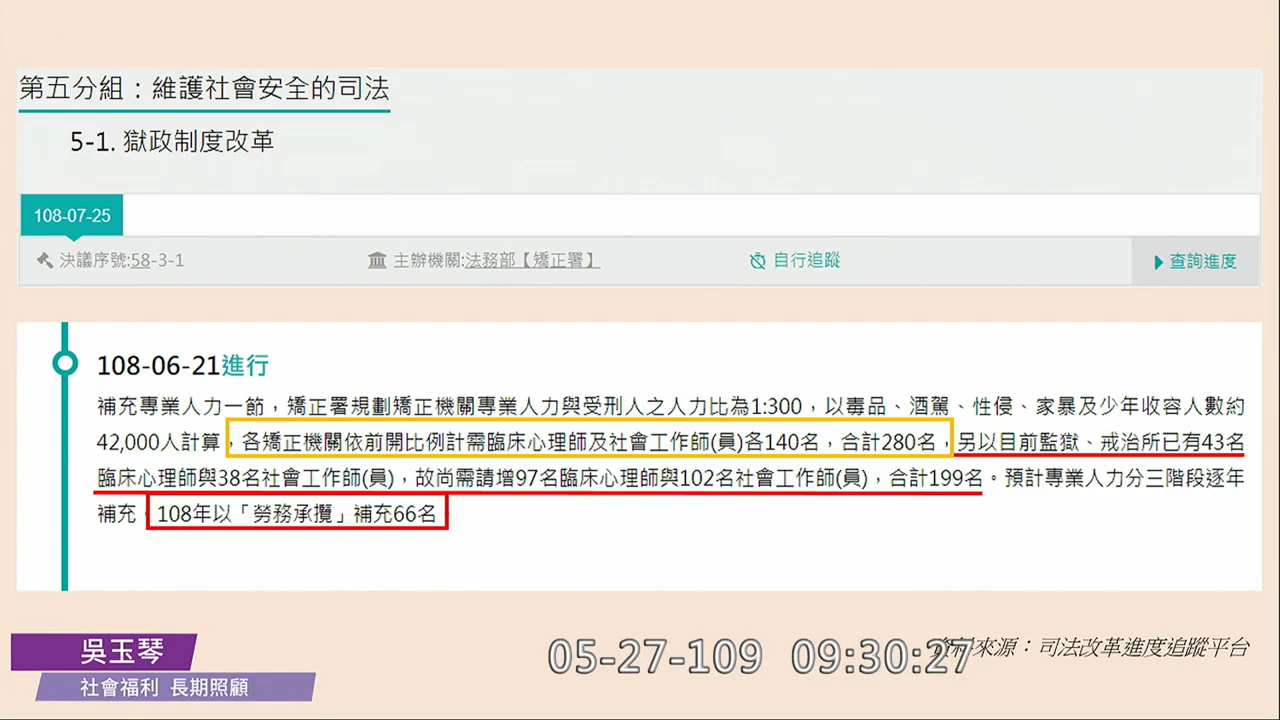 第五分組：維護社會安全的司法
5-1. 獄政制度改革
108-07-25
決議序號:58-3-1 主辦機關:法務部【矯正署】 自行追蹤 查詢進度
108-06-21進行
補充專業人力一節，矯正署規劃矯正機關專業人力與受刑人之人力比為1:300，以毒品、酒駕、性侵、家暴及少年收容人數約
42,000人計算，各矯正機關依前開比例計需臨床心理師及社會工作師(員)各140名，合計280名，另以目前監獄、戒治所已有43名
臨床心理師與38名社會工作師(員)，故尚需請增97名臨床心理師與102名社會工作師(員)，合計199名。預計專業人力分三階段逐年
補充，108年以「勞務承攬」補充66名
吳玉琴
社會福利 長期照顧
05-27-109 09:30:27
資料來源：司法改革進度追蹤平台